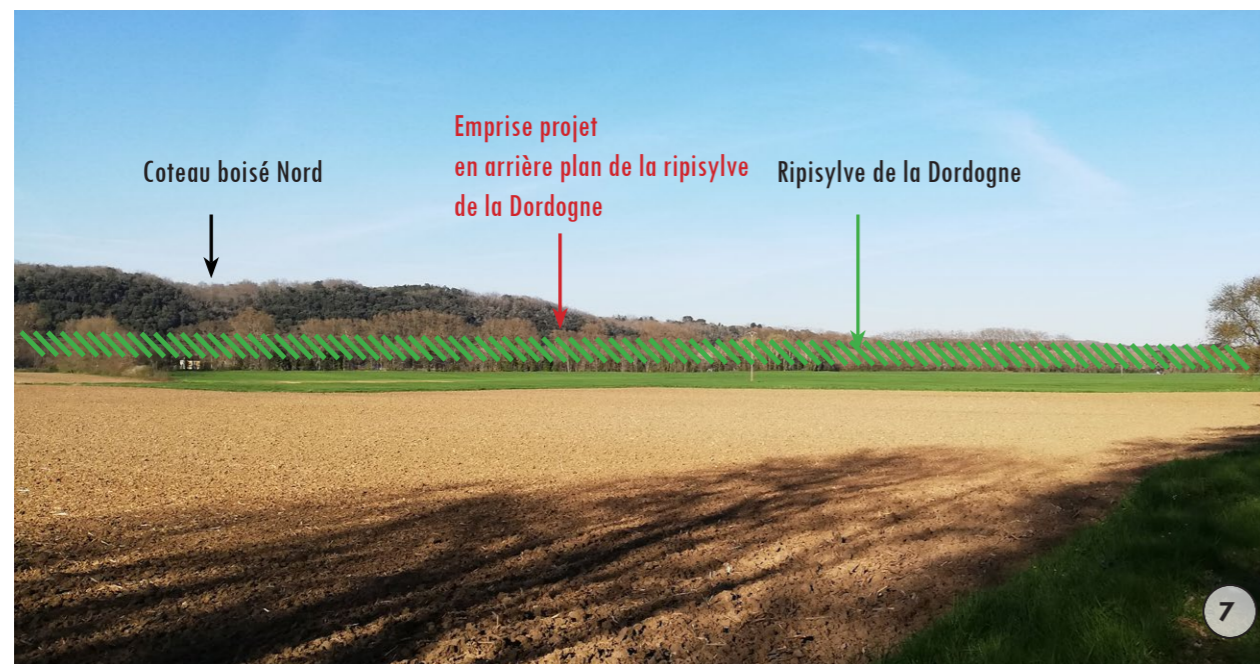 Emprise projet
en arrière plan de la ripisylve
de la Dordogne
Coteau boisé Nord
Ripisylve de la Dordogne
7